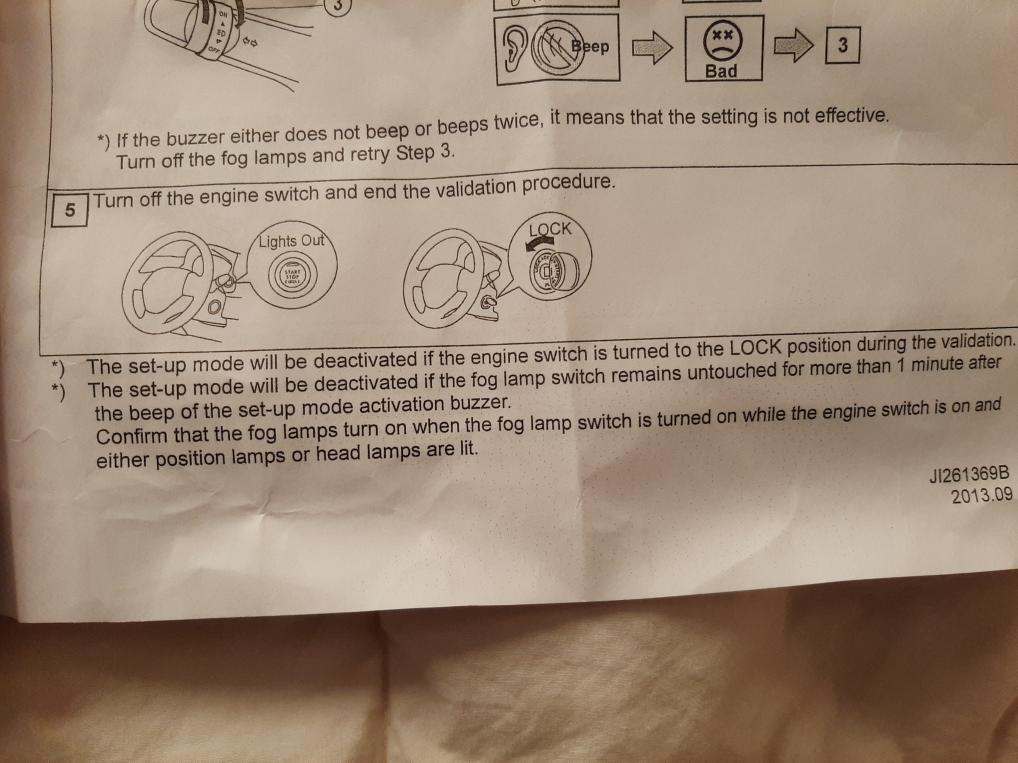 3
ON
OFF
Beep
Bad
3
*) If the buzzer either does not beep or beeps twice, it means that the setting is not effective.
Turn off the fog lamps and retry Step 3.
5 Turn off the engine switch and end the validation procedure.
Lights Out
START
STOP
LOCK
*) The set-up mode will be deactivated if the engine switch is turned to the LOCK position during the validation.
*) The set-up mode will be deactivated if the fog lamp switch remains untouched for more than 1 minute after
the beep of the set-up mode activation buzzer.
Confirm that the fog lamps turn on when the fog lamp switch is turned on while the engine switch is on and
either position lamps or head lamps are lit.
JI261369B
2013.09